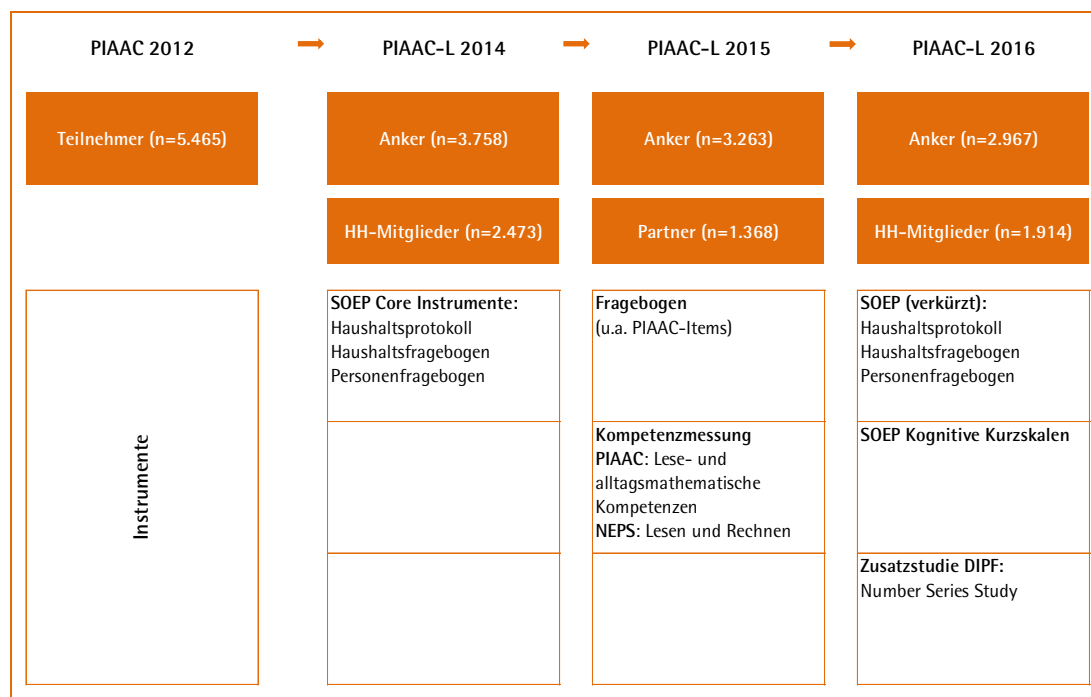 PIAAC 2012
PIAAC-L 2014
PIAAC-L 2015
PIAAC-L 2016
Teilnehmer (n=5.465)
Anker (n=3.758)
Anker (n=3.263)
Anker (n=2.967)
HH-Mitglieder (n=2.473)
Partner (n=1.368)
HH-Mitglieder (n=1.914)
Instrumente
SOEP Core Instrumente:
Haushaltsprotokoll
Haushaltsfragebogen
Personenfragebogen
Fragebogen
(u.a. PIAAC-Items)
Kompetenzmessung
PIAAC: Lese- und
alltagsmathematische
Kompetenzen
NEPS: Lesen und Rechnen
SOEP (verkürzt):
Haushaltsprotokoll
Haushaltsfragebogen
Personenfragebogen
SOEP Kognitive Kurzskalen
Zusatzstudie DIPF:
Number Series Study